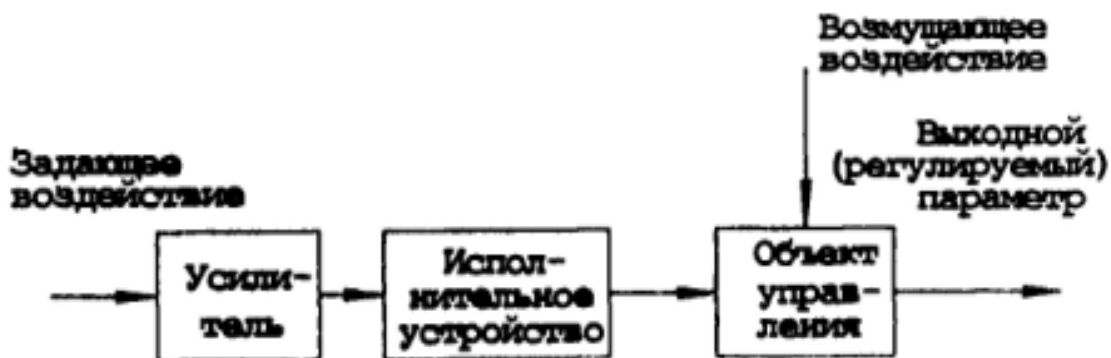 Возмущающее
воздействие
Задающее
воздействие
Выходной
(регулируемый)
параметр
Усили-
тель
Испол-
нительное
устройство
Объект
управ-
ления